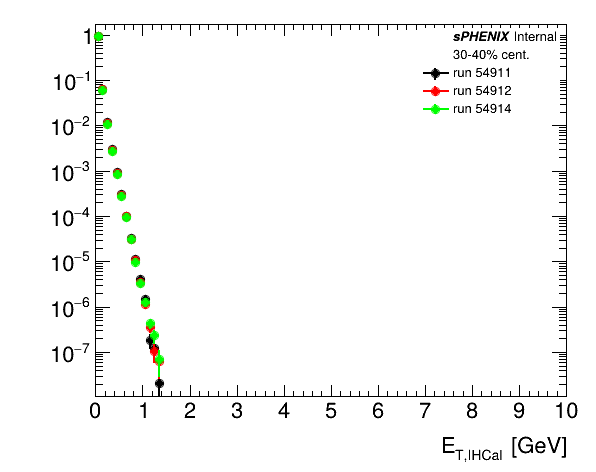 sPHENIX Internal
30-40% cent.
run 54911
run 54912
run 54914
1
10⁻¹
10⁻²
10⁻³
10⁻⁴
10⁻⁵
10⁻⁶
10⁻⁷
0 1 2 3 4 5 6 7 8 9 10
E_T,IHCal [GeV]